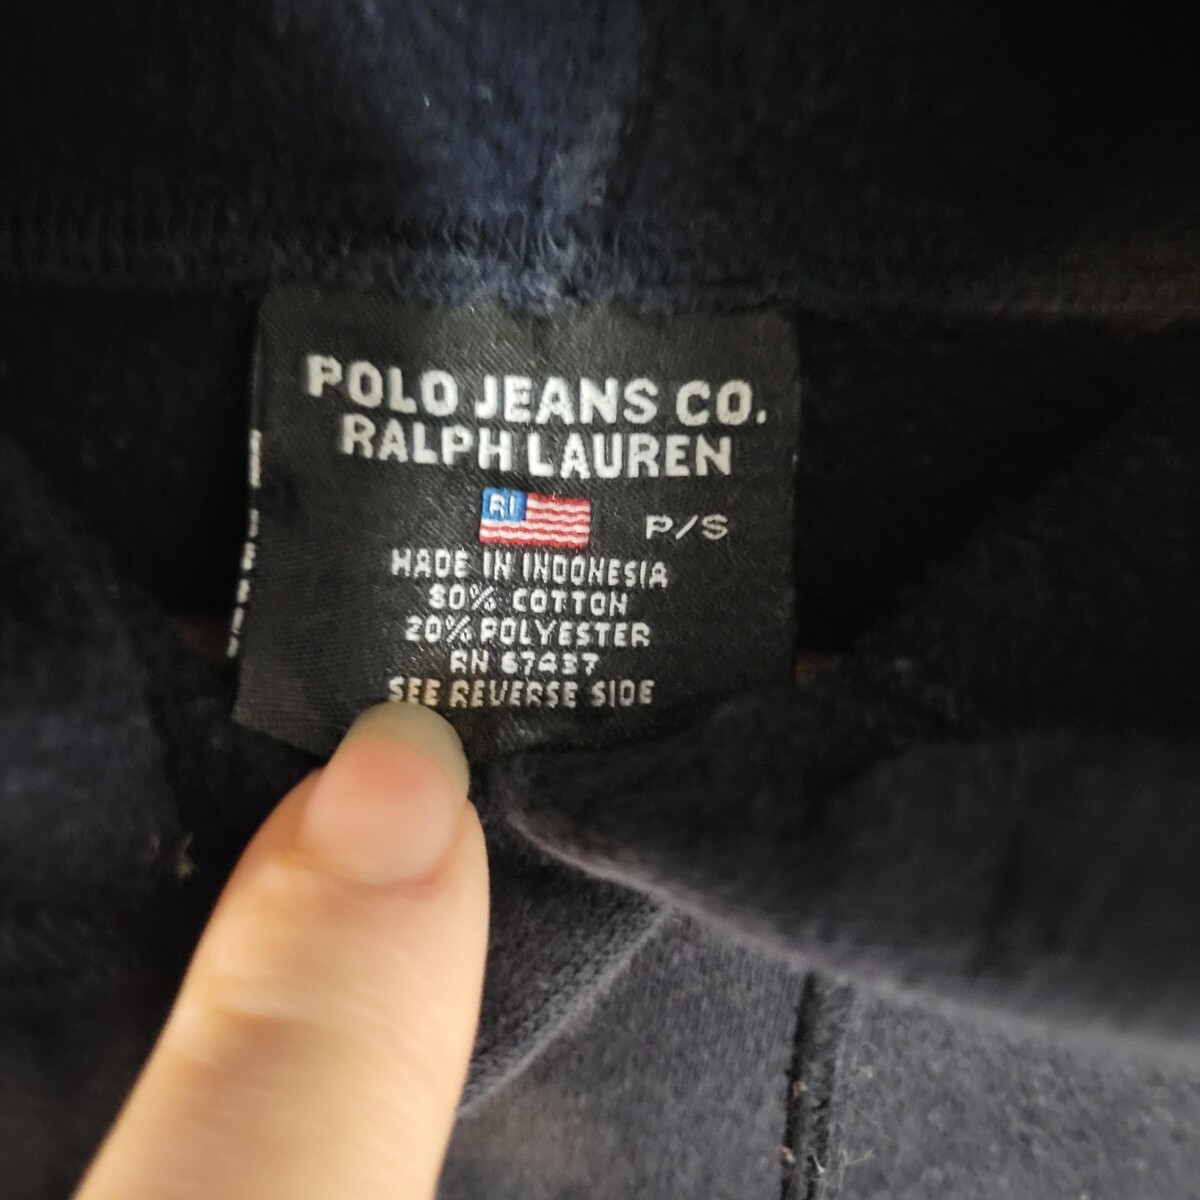 POLO JEANS CO.
RALPH LAUREN
RL
P/S
MADE IN INDONESIA
80% COTTON
20% POLYESTER
RN 67437
SEE REVERSE SIDE